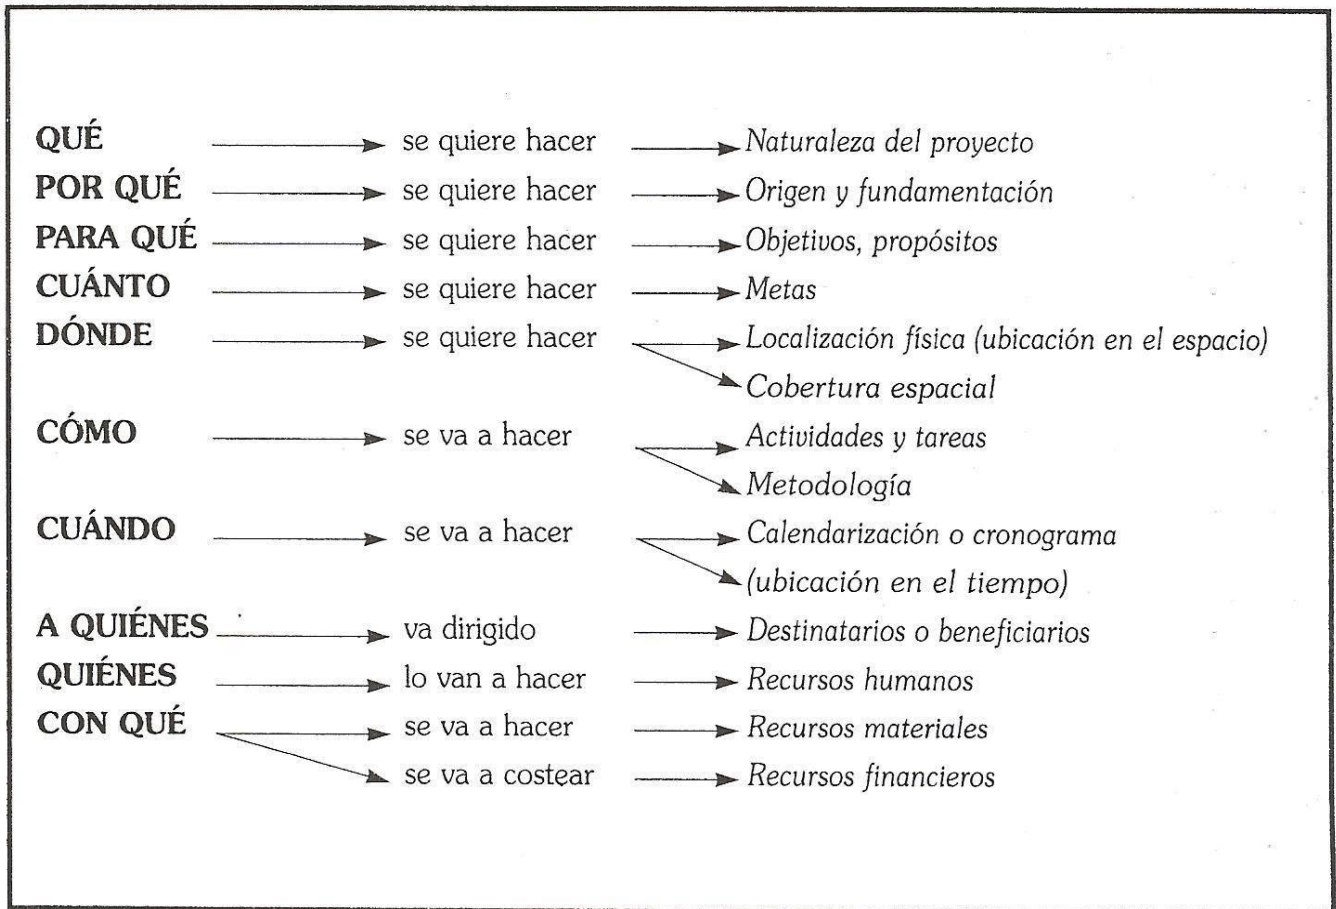 QUÉ se quiere hacer Naturaleza del proyecto
POR QUÉ se quiere hacer Origen y fundamentación
PARA QUÉ se quiere hacer Objetivos, propósitos
CUÁNTO se quiere hacer Metas
DÓNDE se quiere hacer Localización física (ubicación en el espacio)
Cobertura espacial
CÓMO se va a hacer Actividades y tareas
Metodología
CUÁNDO se va a hacer Calendarización o cronograma
(ubicación en el tiempo)
A QUIÉNES va dirigido Destinatarios o beneficiarios
QUIÉNES lo van a hacer Recursos humanos
CON QUÉ se va a hacer Recursos materiales
se va a costear Recursos financieros